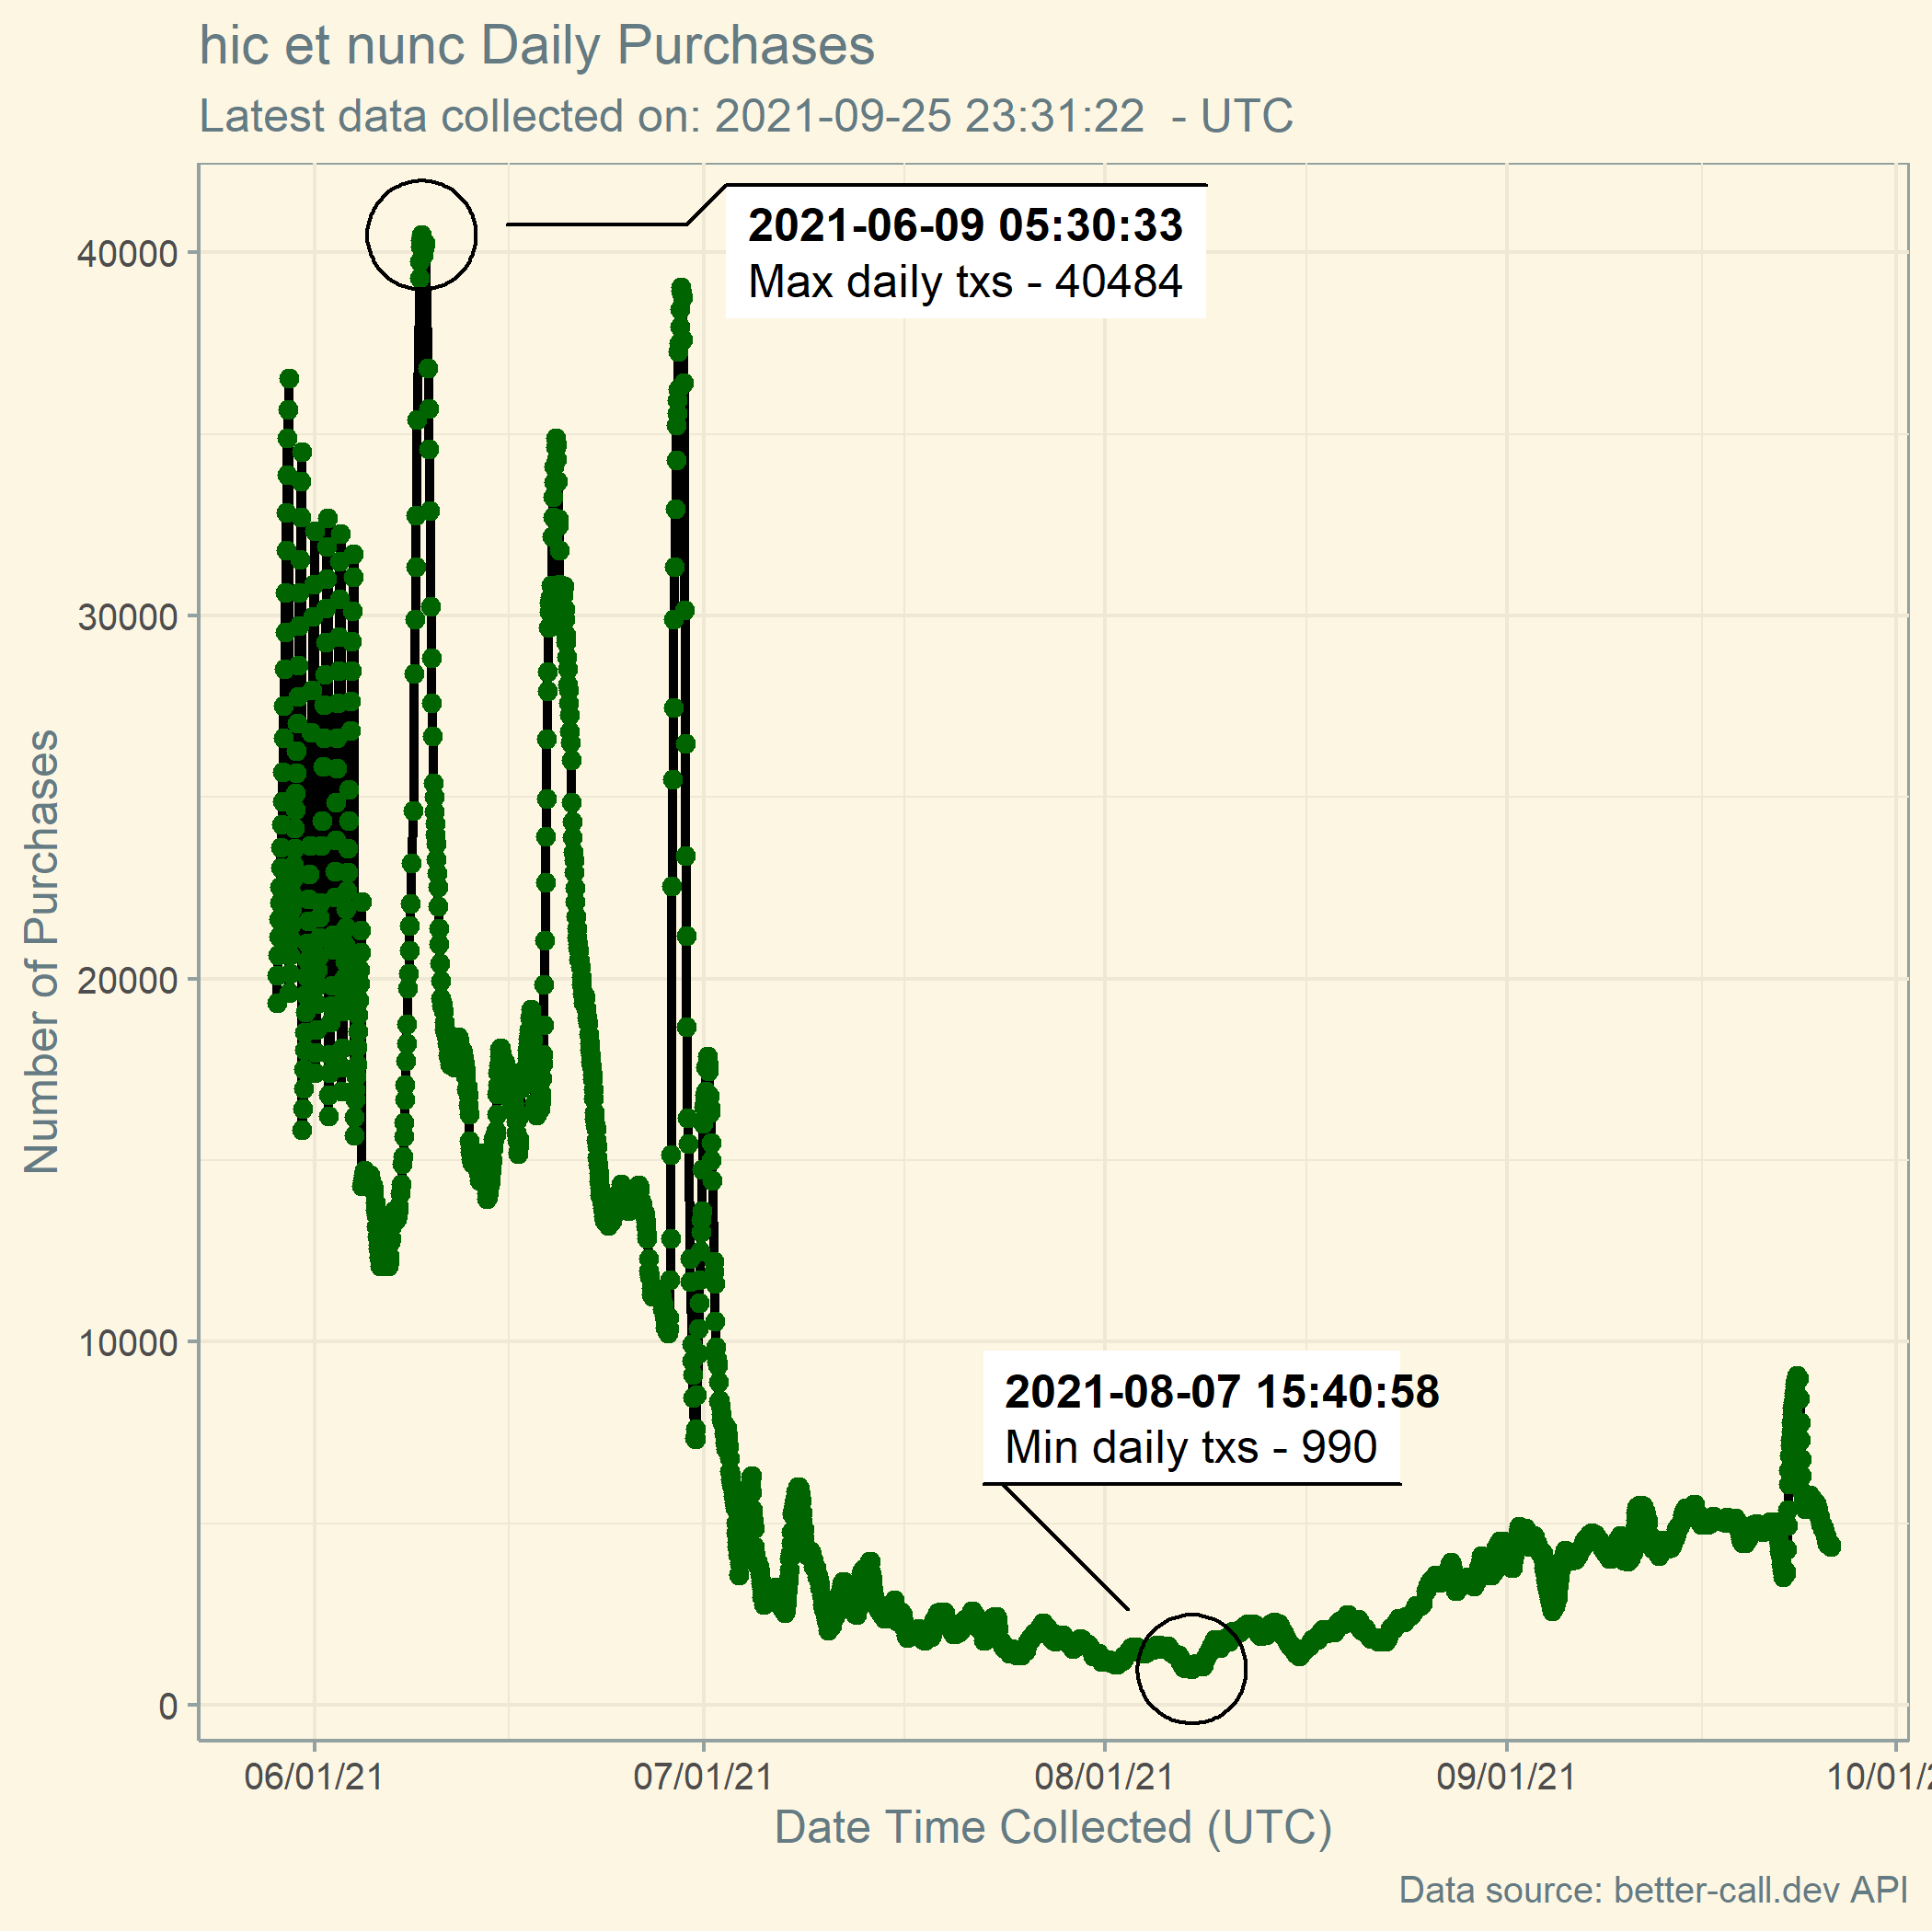 hic et nunc Daily Purchases
Latest data collected on: 2021-09-25 23:31:22  - UTC
2021-06-09 05:30:33
Max daily txs - 40484
40000
30000
20000
10000
0
Number of Purchases
2021-08-07 15:40:58
Min daily txs - 990
06/01/21 07/01/21 08/01/21 09/01/21 10/01/2
Date Time Collected (UTC)
Data source: better-call.dev API